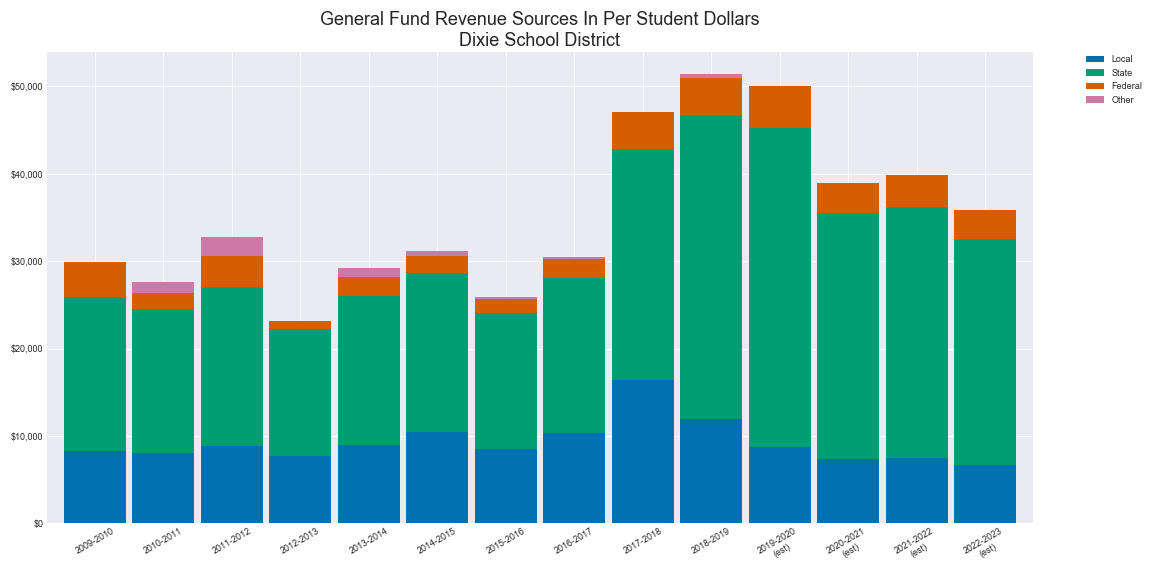 General Fund Revenue Sources In Per Student Dollars
Dixie School District
Local
State
Federal
Other
$50,000
$40,000
$30,000
$20,000
$10,000
$0
2009-2010
2010-2011
2011-2012
2012-2013
2013-2014
2014-2015
2015-2016
2016-2017
2017-2018
2018-2019
2019-2020
(est)
2020-2021
(est)
2021-2022
(est)
2022-2023
(est)